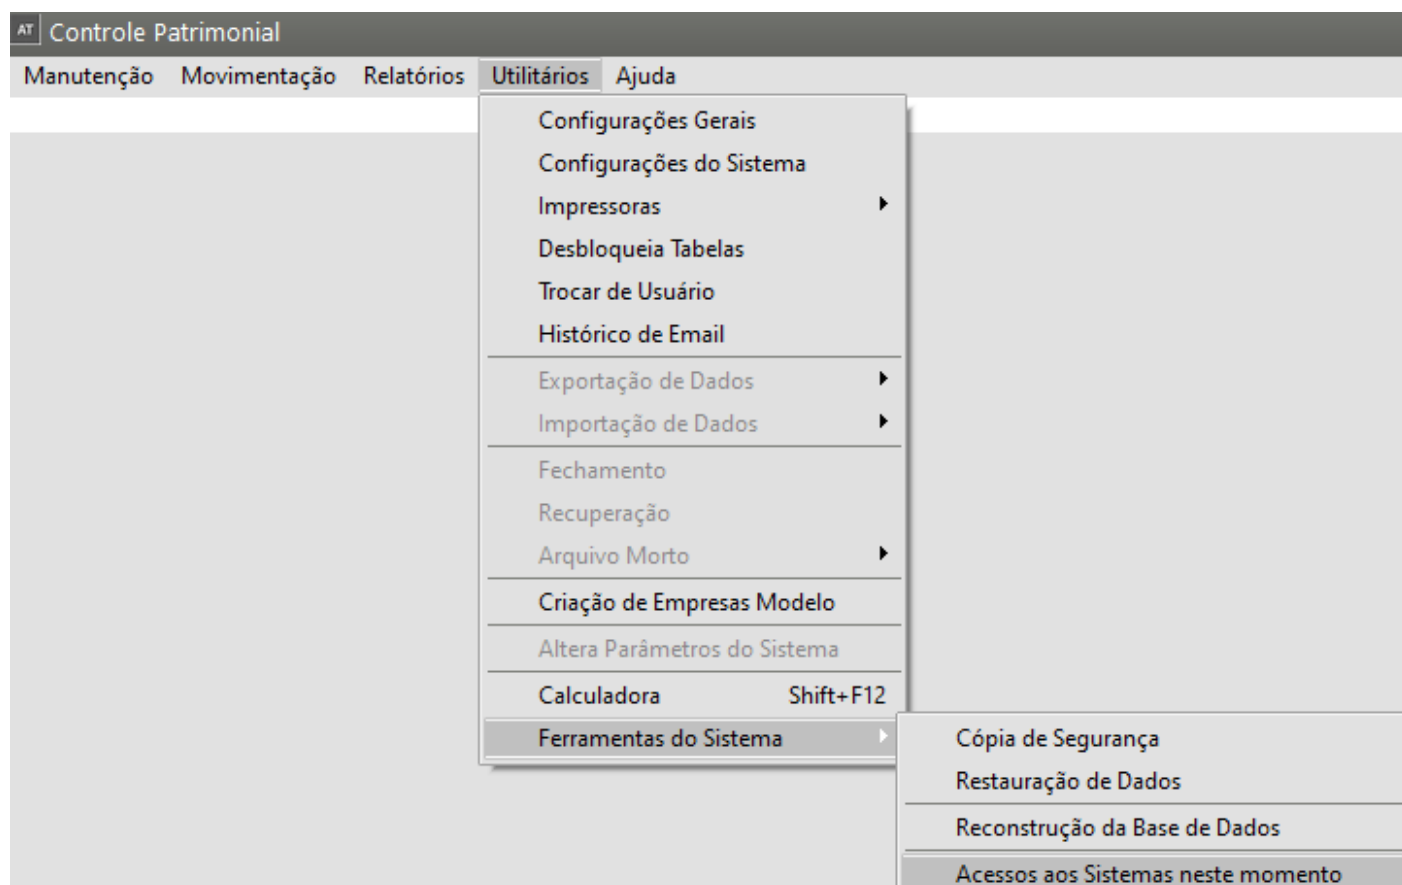 AT Controle Patrimonial
Manutenção Movimentação Relatórios Utilitários Ajuda
Configurações Gerais
Configurações do Sistema
Impressoras
Desbloqueia Tabelas
Trocar de Usuário
Histórico de Email
Exportação de Dados
Importação de Dados
Fechamento
Recuperação
Arquivo Morto
Criação de Empresas Modelo
Altera Parâmetros do Sistema
Calculadora Shift+F12
Ferramentas do Sistema
Cópia de Segurança
Restauração de Dados
Reconstrução da Base de Dados
Acessos aos Sistemas neste momento